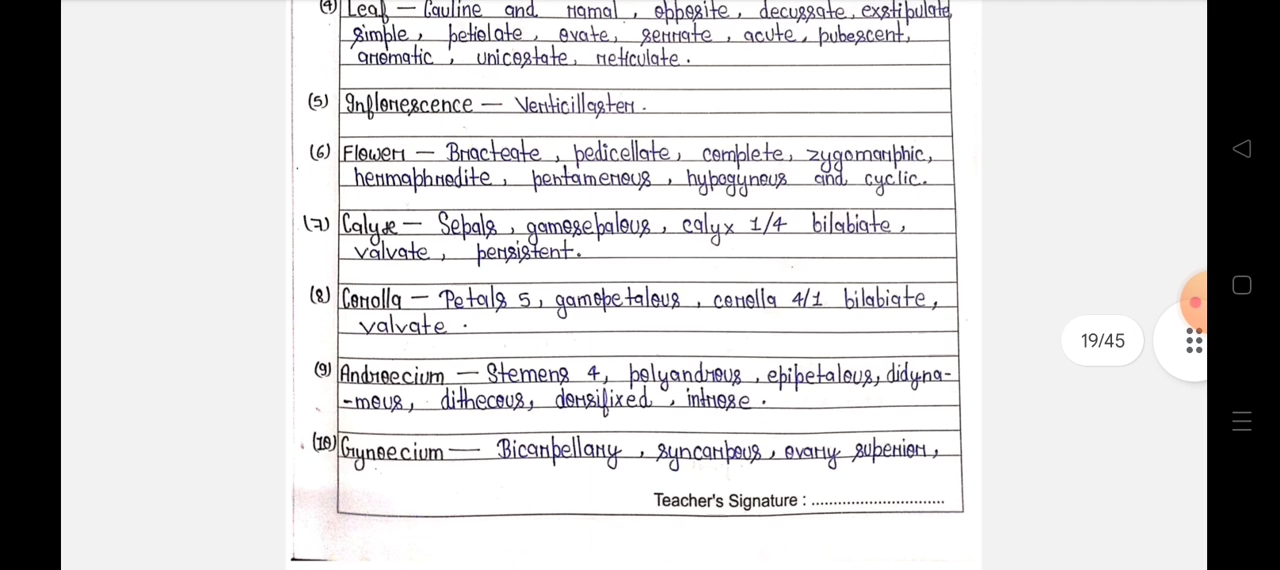 (4) Leaf — Cauline and ramal, opposite, decussate, exstipulate,
simple, petiolate, ovate, serrate, acute, pubescent,
aromatic, unicostate, reticulate.
(5) Inflorescence — Verticillaster.
(6) Flower — Bracteate, pedicellate, complete, zygomorphic,
hermaphrodite, pentamerous, hypogynous and cyclic.
(7) Calyx — Sepals, gamosepalous, calyx 1/4 bilabiate,
valvate, persistent.
(8) Corolla — Petals 5, gamopetalous, corolla 4/1 bilabiate,
valvate.
(9) Androecium — Stemens 4, polyandrous, epipetalous, didyna-
-mous, dithecous, dorsifixed, introse.
(10) Gynoecium — Bicarpellary, syncarpous, ovary superior,
Teacher's Signature : ..............................
19/45